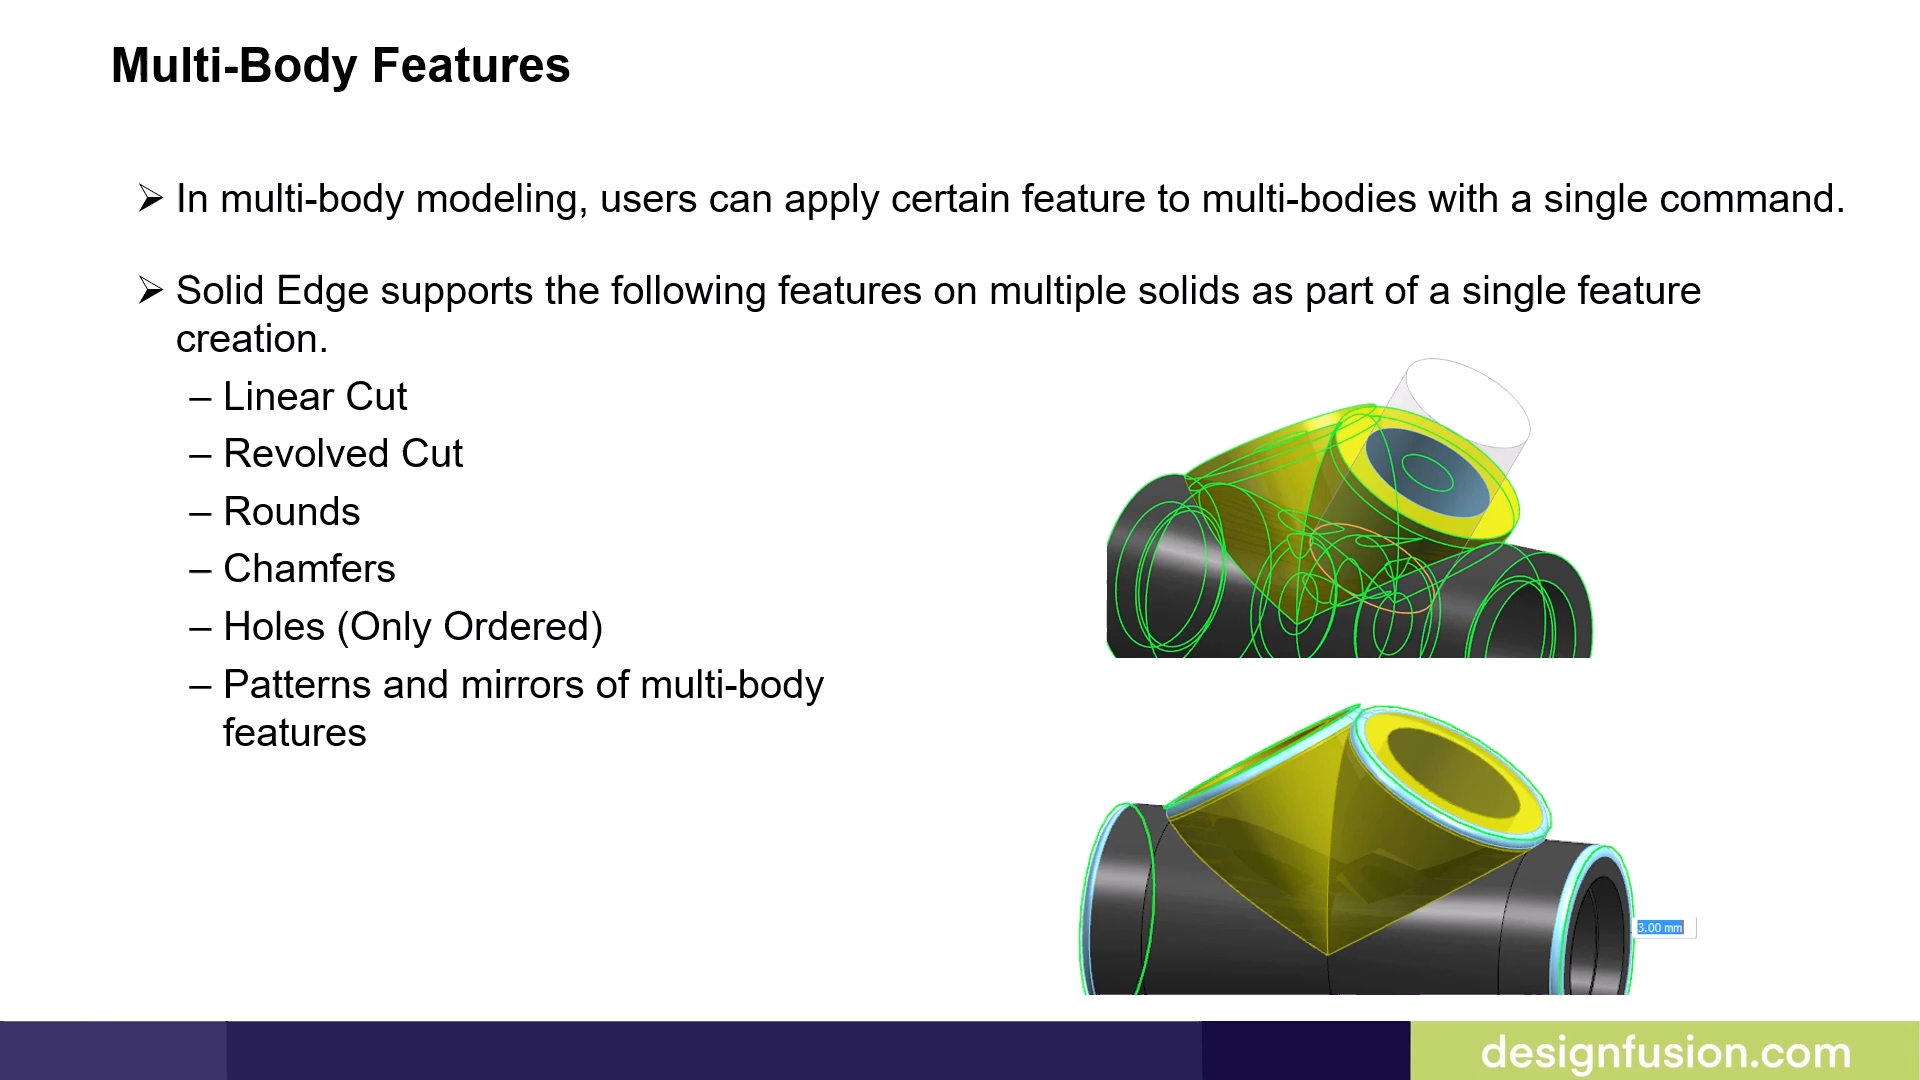 Multi-Body Features
➢ In multi-body modeling, users can apply certain feature to multi-bodies with a single command.
➢ Solid Edge supports the following features on multiple solids as part of a single feature
creation.
– Linear Cut
– Revolved Cut
– Rounds
– Chamfers
– Holes (Only Ordered)
– Patterns and mirrors of multi-body
features
3.00 mm
designfusion.com